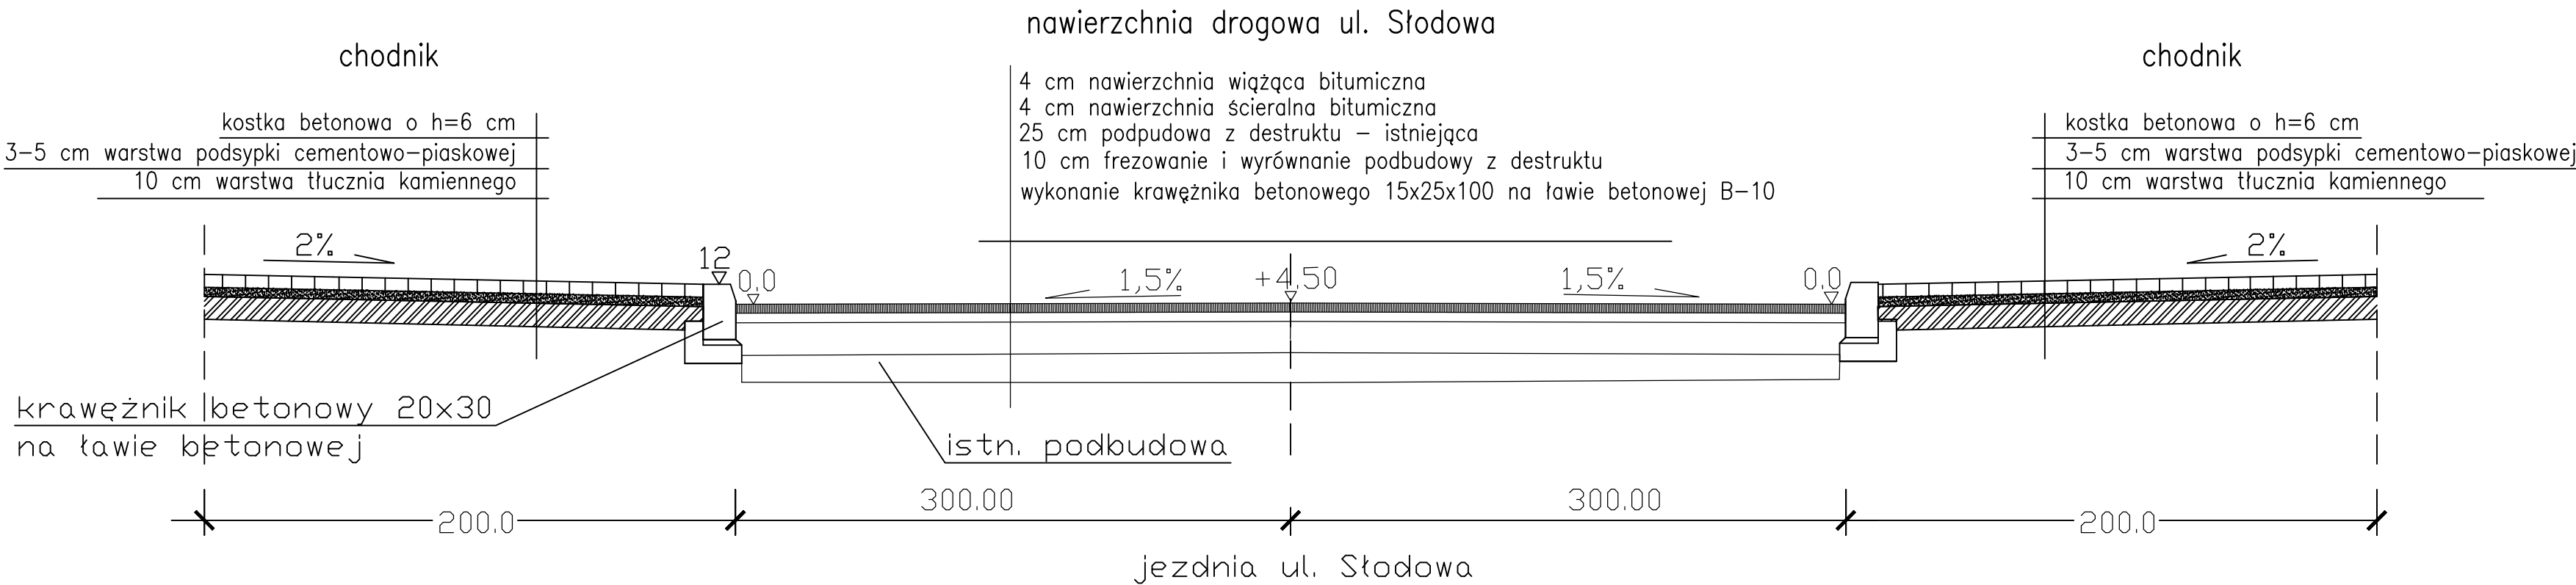 nawierzchnia drogowa ul. Słodowa
chodnik
chodnik
4 cm nawierzchnia wiążąca bitumiczna
4 cm nawierzchnia ścieralna bitumiczna
25 cm podpudowa z destruktu – istniejąca
10 cm frezowanie i wyrównanie podbudowy z destruktu
wykonanie krawężnika betonowego 15x25x100 na ławie betonowej B-10
kostka betonowa o h=6 cm
3-5 cm warstwa podsypki cementowo-piaskowej
10 cm warstwa tłucznia kamiennego
kostka betonowa o h=6 cm
3-5 cm warstwa podsypki cementowo-piaskowej
10 cm warstwa tłucznia kamiennego
2%
12
0.0
1,5%
+4.50
1,5%
0.0
2%
krawężnik betonowy 20x30
na ławie betonowej
istn. podbudowa
200.0
300.00
300.00
200.0
jezdnia ul. Słodowa